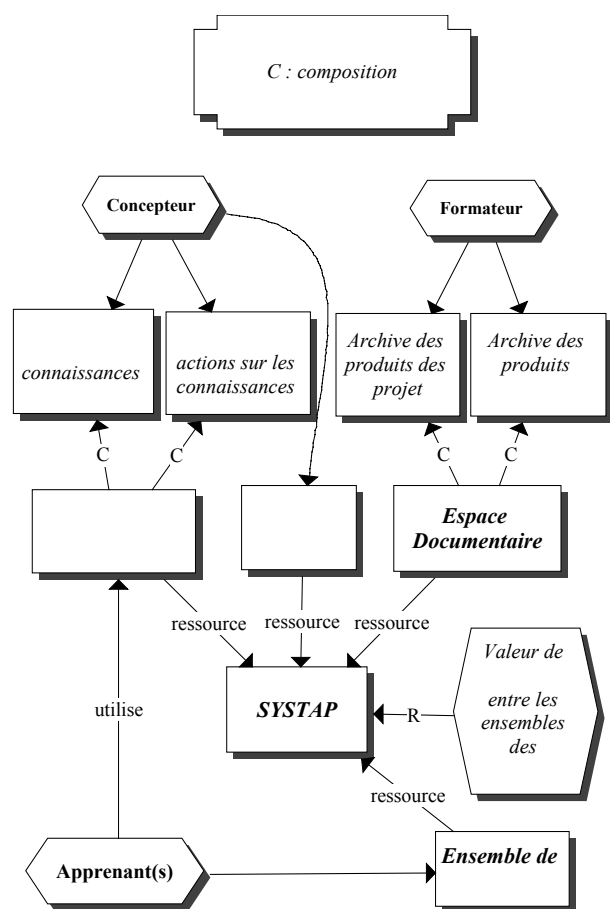 C : composition
Concepteur
Formateur
connaissances
actions sur les
connaissances
Archive des
produits des
projet
Archive des
produits
C
C
C
C
Espace
Documentaire
ressource
ressource
ressource
utilise
SYSTAP
R
Valeur de
entre les
ensembles
des
ressource
Apprenant(s)
Ensemble de